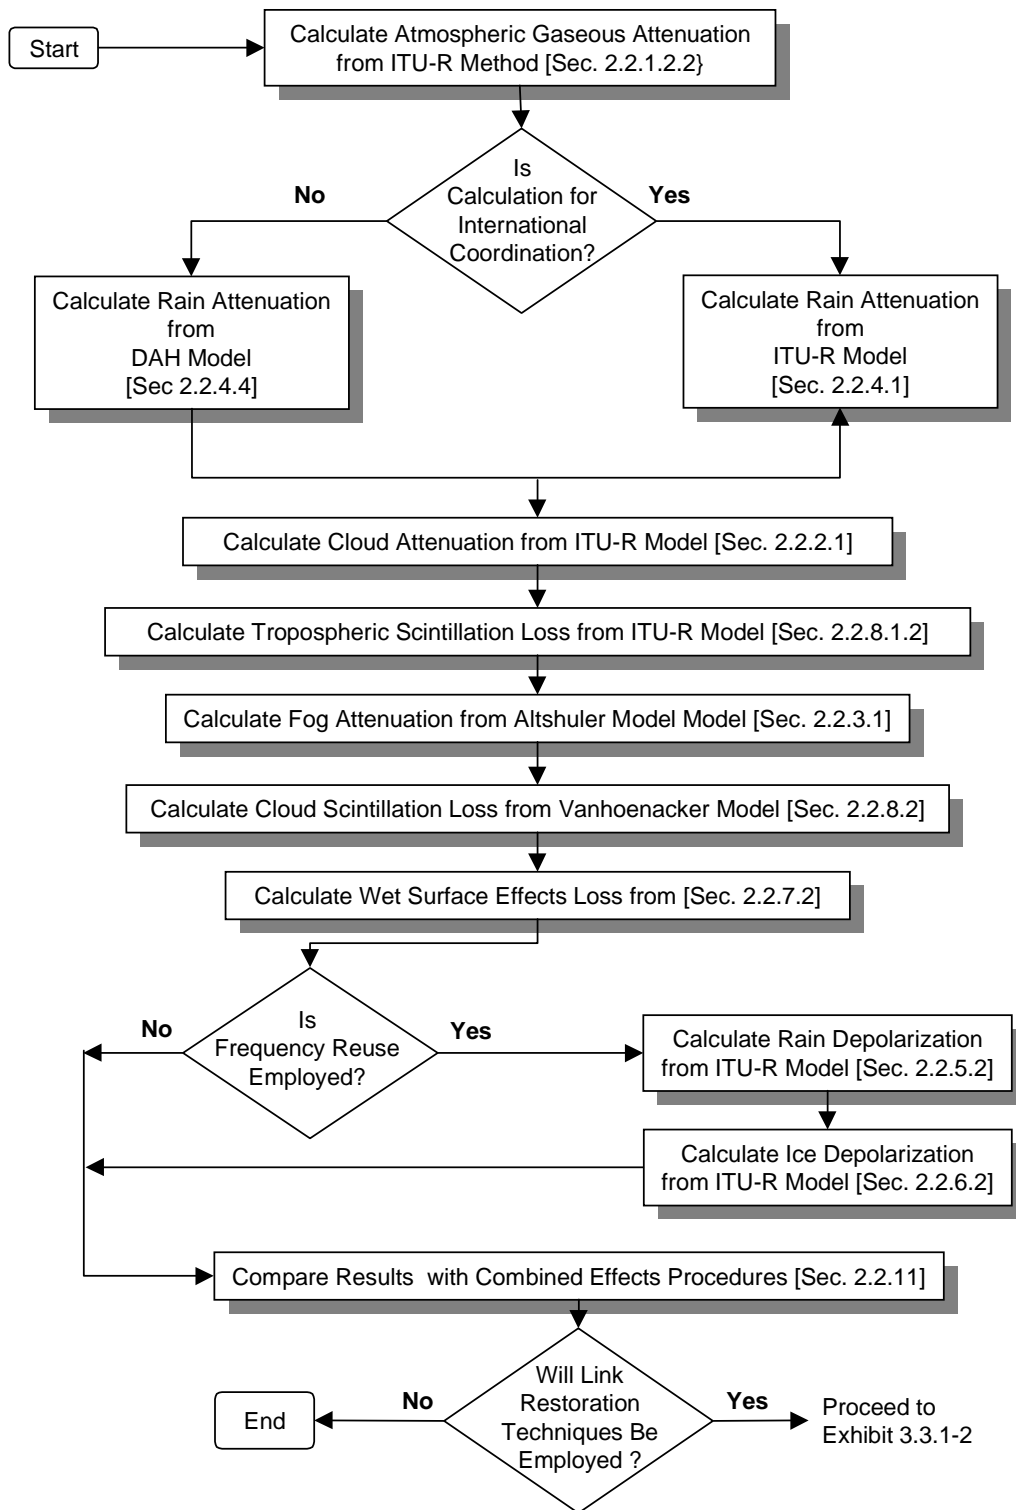 Start
Calculate Atmospheric Gaseous Attenuation
from ITU-R Method [Sec. 2.2.1.2.2}
Is
Calculation for
International
Coordination?
No
Yes
Calculate Rain Attenuation
from
DAH Model
[Sec 2.2.4.4]
Calculate Rain Attenuation
from
ITU-R Model
[Sec. 2.2.4.1]
Calculate Cloud Attenuation from ITU-R Model [Sec. 2.2.2.1]
Calculate Tropospheric Scintillation Loss from ITU-R Model [Sec. 2.2.8.1.2]
Calculate Fog Attenuation from Altshuler Model Model [Sec. 2.2.3.1]
Calculate Cloud Scintillation Loss from Vanhoenacker Model [Sec. 2.2.8.2]
Calculate Wet Surface Effects Loss from [Sec. 2.2.7.2]
Is
Frequency Reuse
Employed?
No
Yes
Calculate Rain Depolarization
from ITU-R Model [Sec. 2.2.5.2]
Calculate Ice Depolarization
from ITU-R Model [Sec. 2.2.6.2]
Compare Results  with Combined Effects Procedures [Sec. 2.2.11]
Will Link
Restoration
Techniques Be
Employed ?
No
Yes
End
Proceed to
Exhibit 3.3.1-2